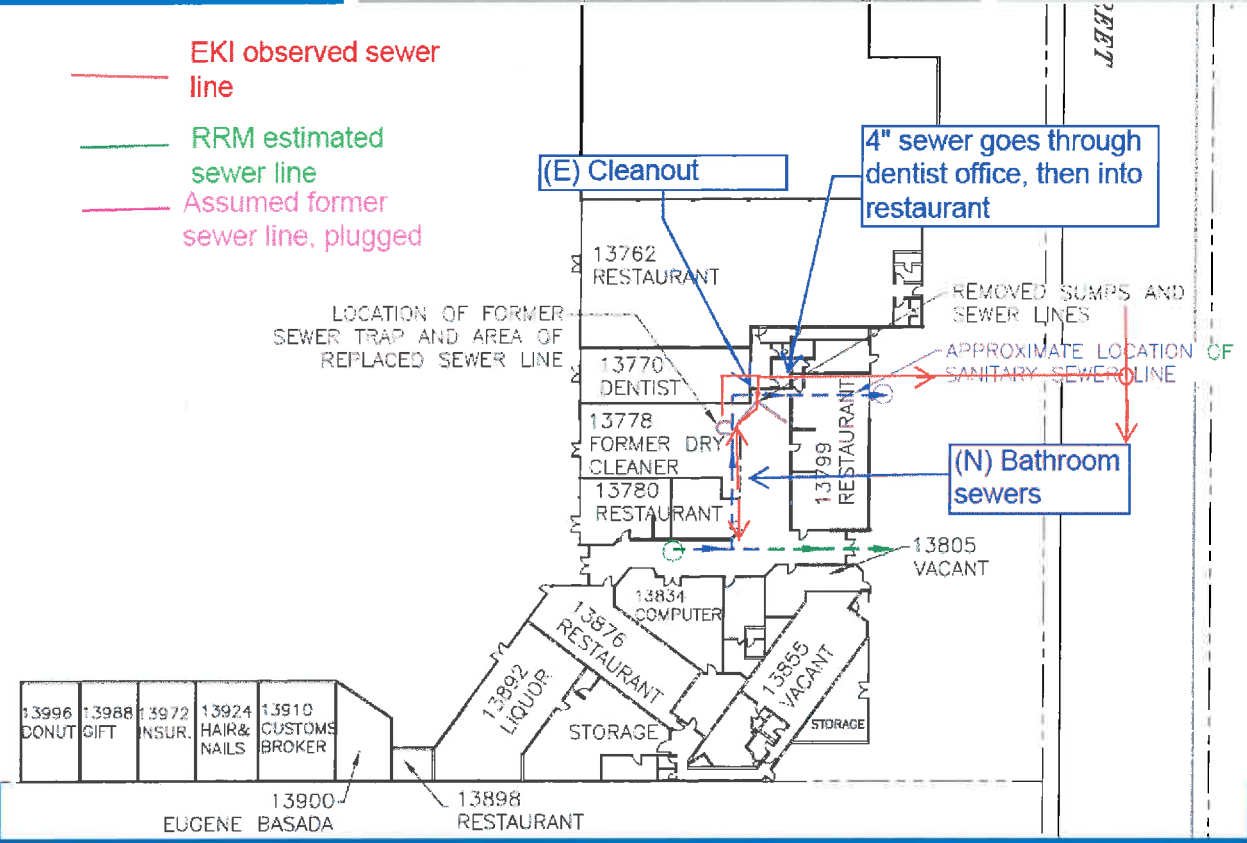 EKI observed sewer
line
RRM estimated
sewer line
Assumed former
sewer line, plugged
(E) Cleanout
4" sewer goes through
dentist office, then into
restaurant
13762
RESTAURANT
LOCATION OF FORMER
SEWER TRAP AND AREA OF
REPLACED SEWER LINE
REMOVED SUMPS AND
SEWER LINES
APPROXIMATE LOCATION OF
SANITARY SEWER LINE
13770
DENTIST
13778
FORMER DRY
CLEANER
13780
RESTAURANT
13799
RESTAURANT
(N) Bathroom
sewers
13805
VACANT
13834
COMPUTER
13876
RESTAURANT
13892
LIQUOR
13855
VACANT
STORAGE
STORAGE
13996
DONUT
13988
GIFT
13972
INSUR.
13924
HAIR&
NAILS
13910
CUSTOMS
BROKER
13900
EUGENE BASADA
13898
RESTAURANT